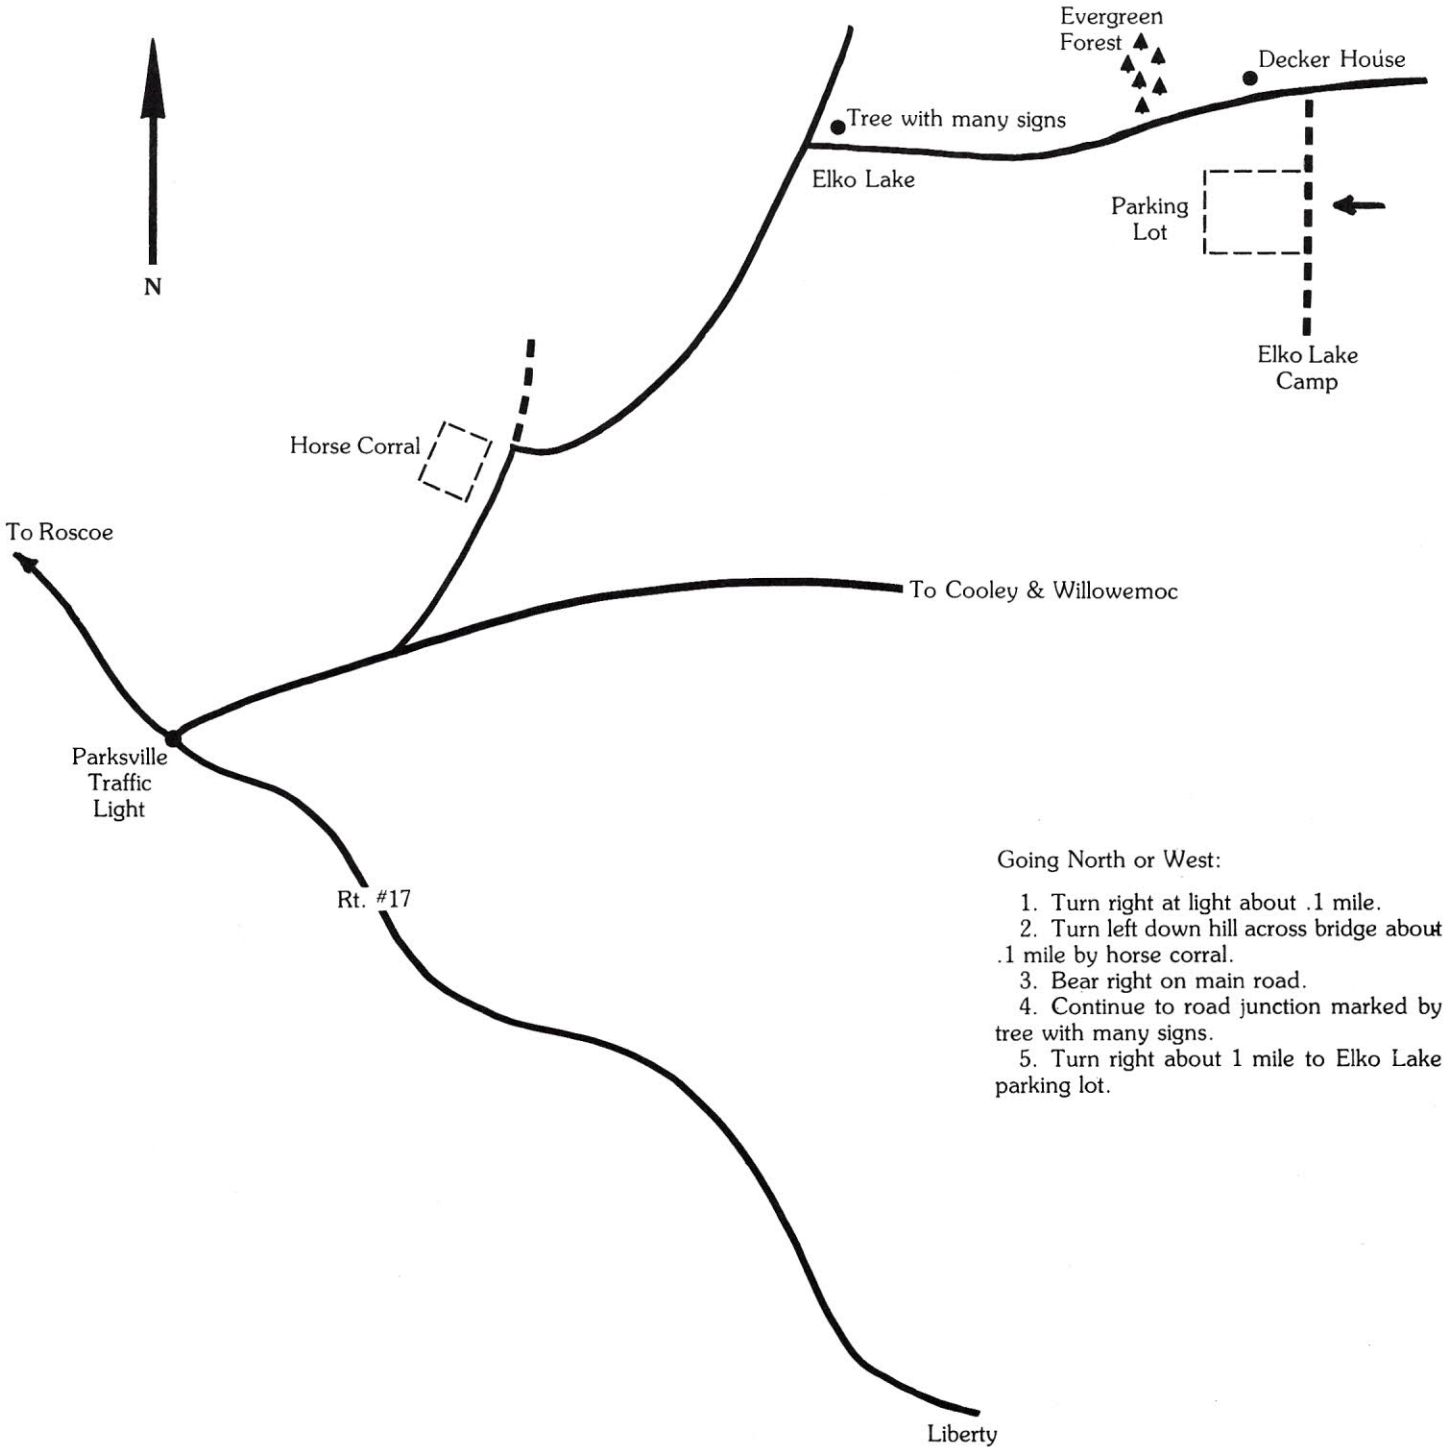 Evergreen
Forest
Decker House
Tree with many signs
Elko Lake
Parking
Lot
N
Elko Lake
Camp
Horse Corral
To Roscoe
To Cooley & Willowemoc
Parksville
Traffic
Light
Rt. #17
Going North or West:
1. Turn right at light about .1 mile.
2. Turn left down hill across bridge about
.1 mile by horse corral.
3. Bear right on main road.
4. Continue to road junction marked by
tree with many signs.
5. Turn right about 1 mile to Elko Lake
parking lot.
Liberty